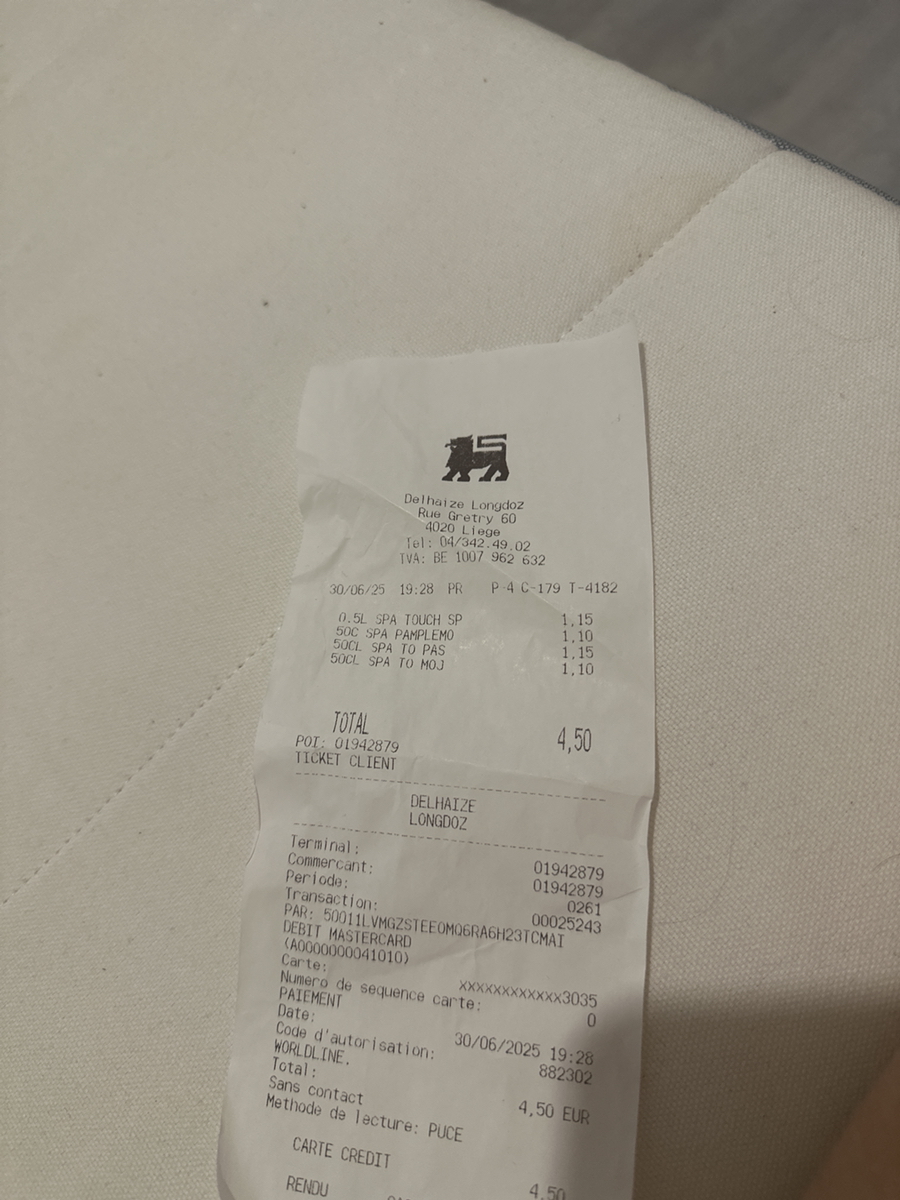 Delhaize Longdoz
Rue Gretry 60
4020 Liege
Tel: 04/342.49.02
TVA: BE 1007 962 632
30/06/25 19:28 PR P-4 C-179 T-4182
0.5L SPA TOUCH SP 1,15
50C SPA PAMPLEMO 1,10
50CL SPA TO PAS 1,15
50CL SPA TO MOJ 1,10
TOTAL 4,50
POI: 01942879
TICKET CLIENT
DELHAIZE
LONGDOZ
Terminal: 01942879
Commercant: 01942879
Periode: 0261
Transaction: 00025243
PAR: 50011LVMGZSTEEOMQ6RA6H23TCMAI
DEBIT MASTERCARD
(A0000000041010)
Carte: xxxxxxxxxxxx3035
Numero de sequence carte: 0
PAIEMENT
Date: 30/06/2025 19:28
Code d'autorisation: 882302
WORLDLINE.
Total: 4,50 EUR
Sans contact
Methode de lecture: PUCE
CARTE CREDIT 4,50
RENDU